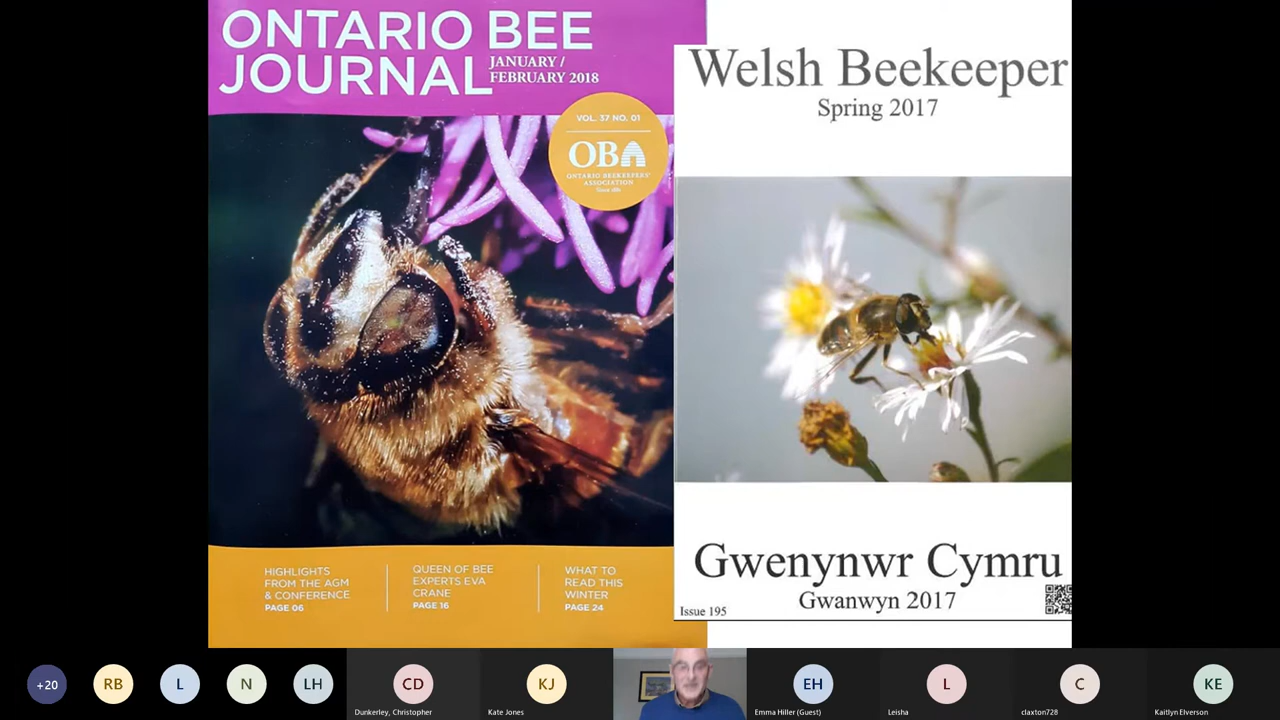 ONTARIO BEE
JOURNAL
JANUARY /
FEBRUARY 2018
VOL. 37 NO. 01
OBA
ONTARIO BEEKEEPERS'
ASSOCIATION
HIGHLIGHTS
FROM THE AGM
& CONFERENCE
PAGE 06
QUEEN OF BEE
EXPERTS EVA
CRANE
PAGE 16
WHAT TO
READ THIS
WINTER
PAGE 24
Welsh Beekeeper
Spring 2017
Gwenynwr Cymru
Gwanwyn 2017
Issue 195
+20
RB
L
N
LH
CD
Dunkerley, Christopher
KJ
Kate Jones
EH
Emma Hiller (Guest)
L
Leisha
C
claxton728
KE
Kaitlyn Elverson